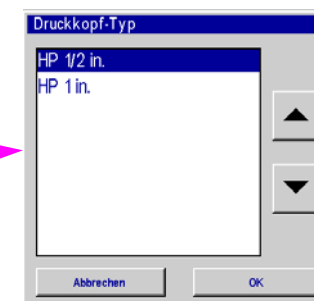 Druckkopf-Typ
HP 1/2 in.
HP 1 in.
Abbrechen
OK